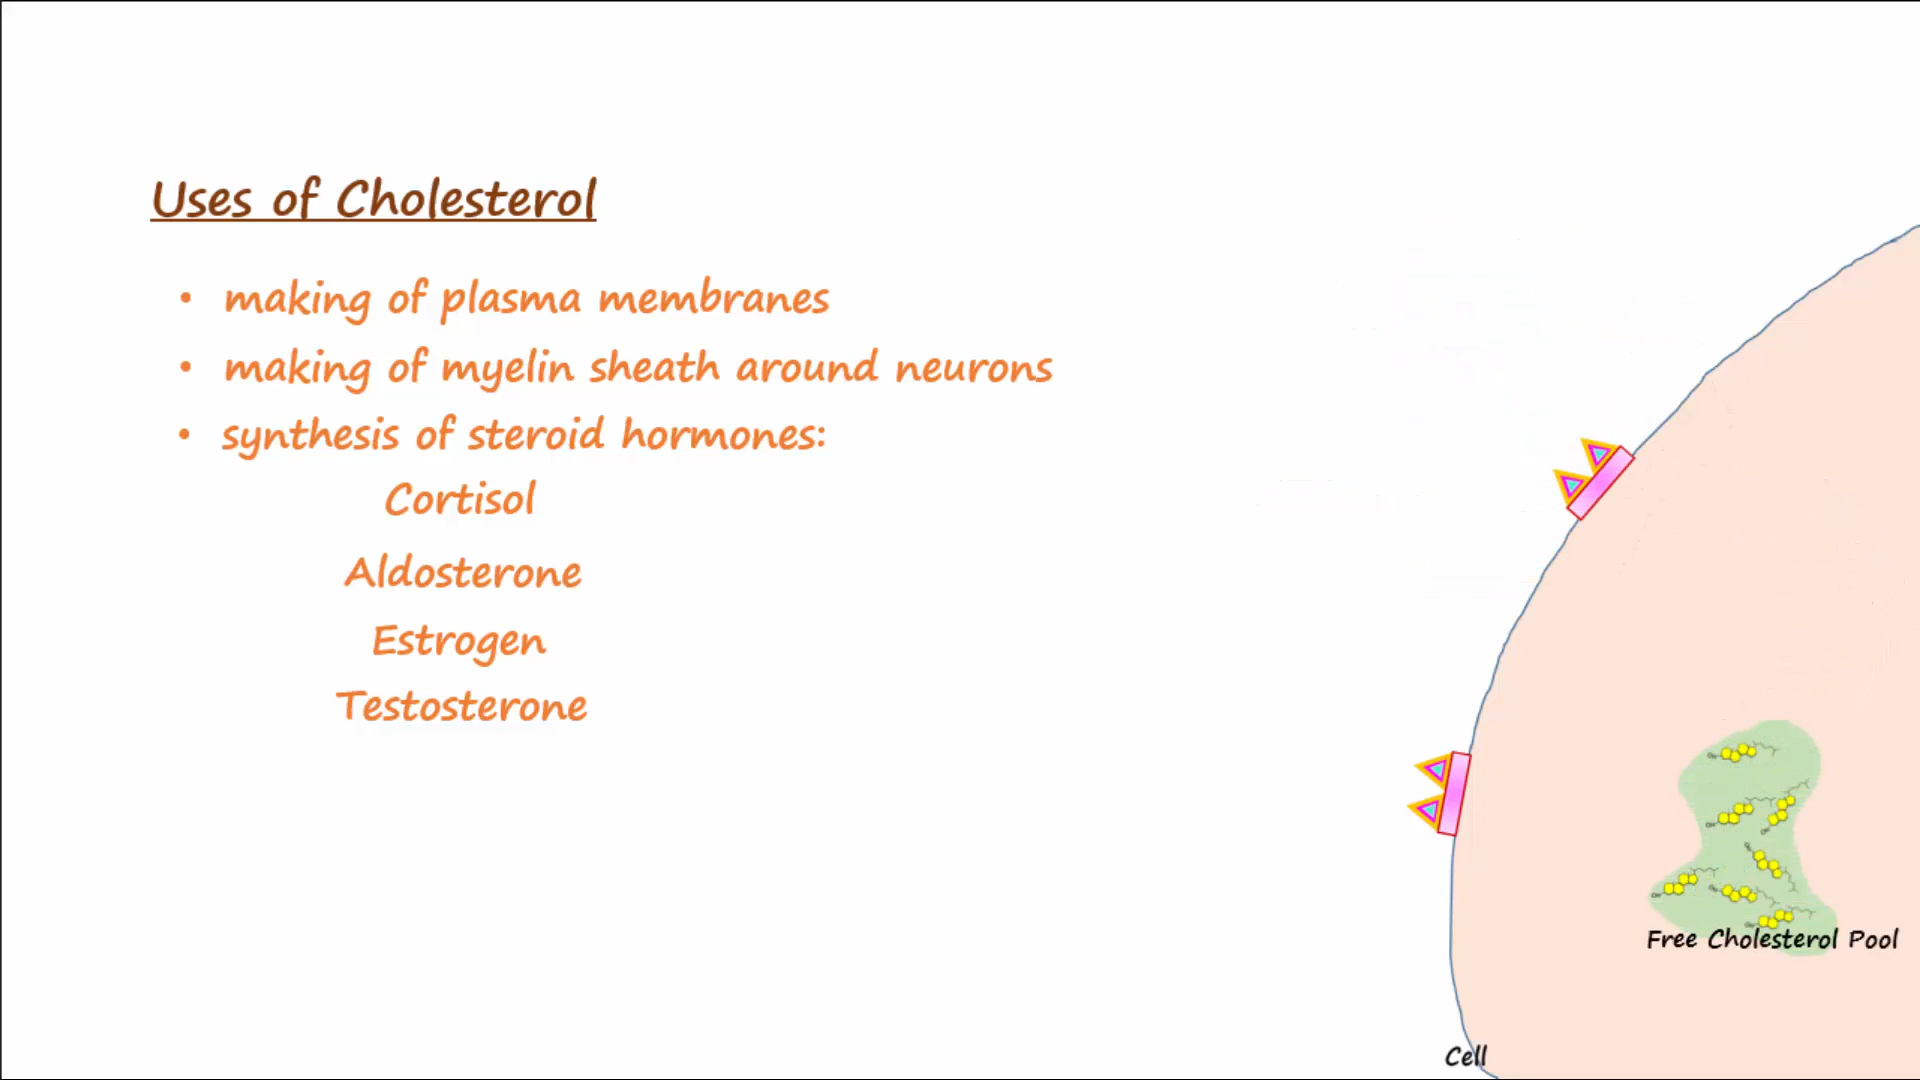 Uses of Cholesterol
• making of plasma membranes
• making of myelin sheath around neurons
• synthesis of steroid hormones:
Cortisol
Aldosterone
Estrogen
Testosterone
Free Cholesterol Pool
Cell